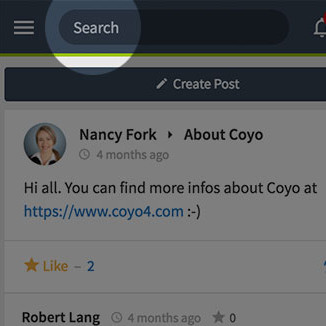 Search
Create Post
Nancy Fork ▸ About Coyo
4 months ago
Hi all. You can find more infos about Coyo at
https://www.coyo4.com :-)
Like – 2
Robert Lang 4 months ago 0